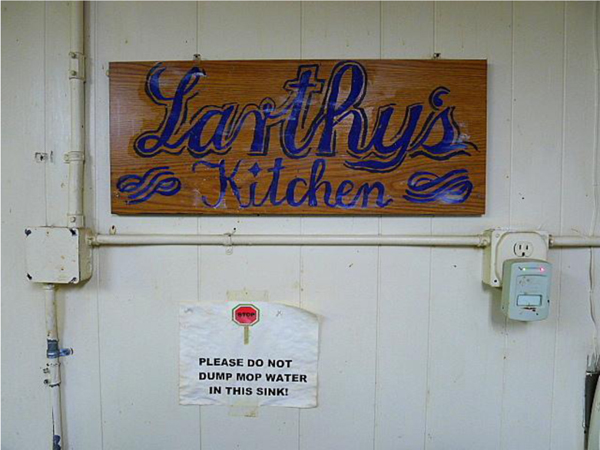 Larthy's
Kitchen
STOP
PLEASE DO NOT
DUMP MOP WATER
IN THIS SINK!